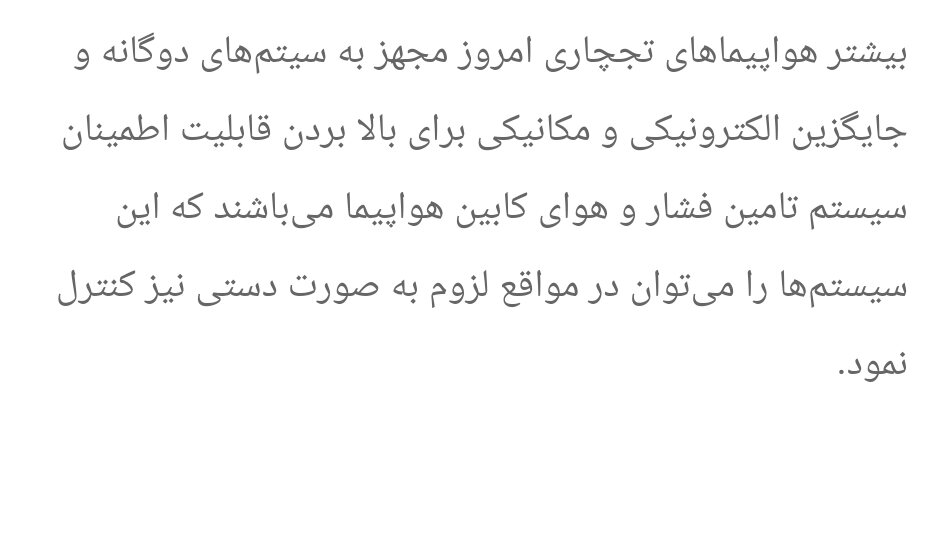 بیشتر هواپیماهای تجچاری امروز مجهز به سیتم‌های دوگانه و
جایگزین الکترونیکی و مکانیکی برای بالا بردن قابلیت اطمینان
سیستم تامین فشار و هوای کابین هواپیما می‌باشند که این
سیستم‌ها را می‌توان در مواقع لزوم به صورت دستی نیز کنترل
نمود.